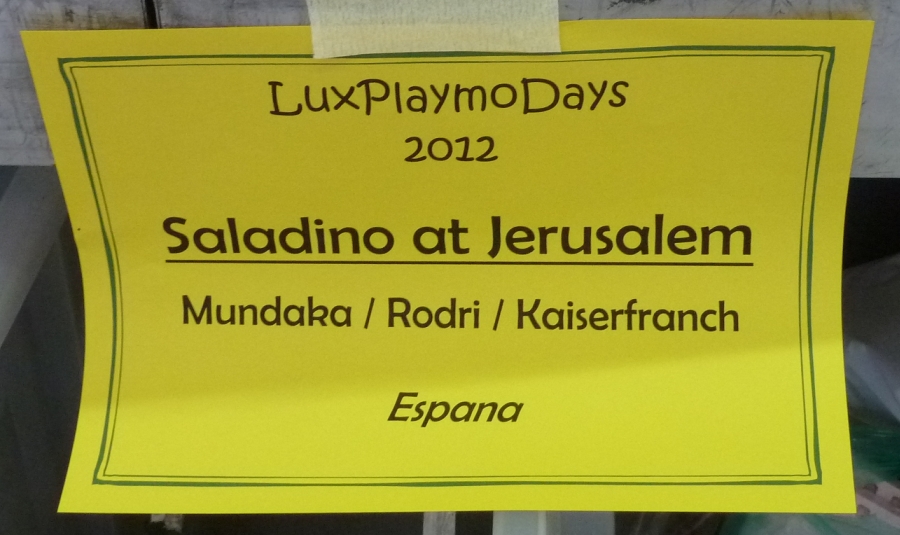 LuxPlaymoDays
2012
Saladino at Jerusalem
Mundaka / Rodri / Kaiserfranch
Espana